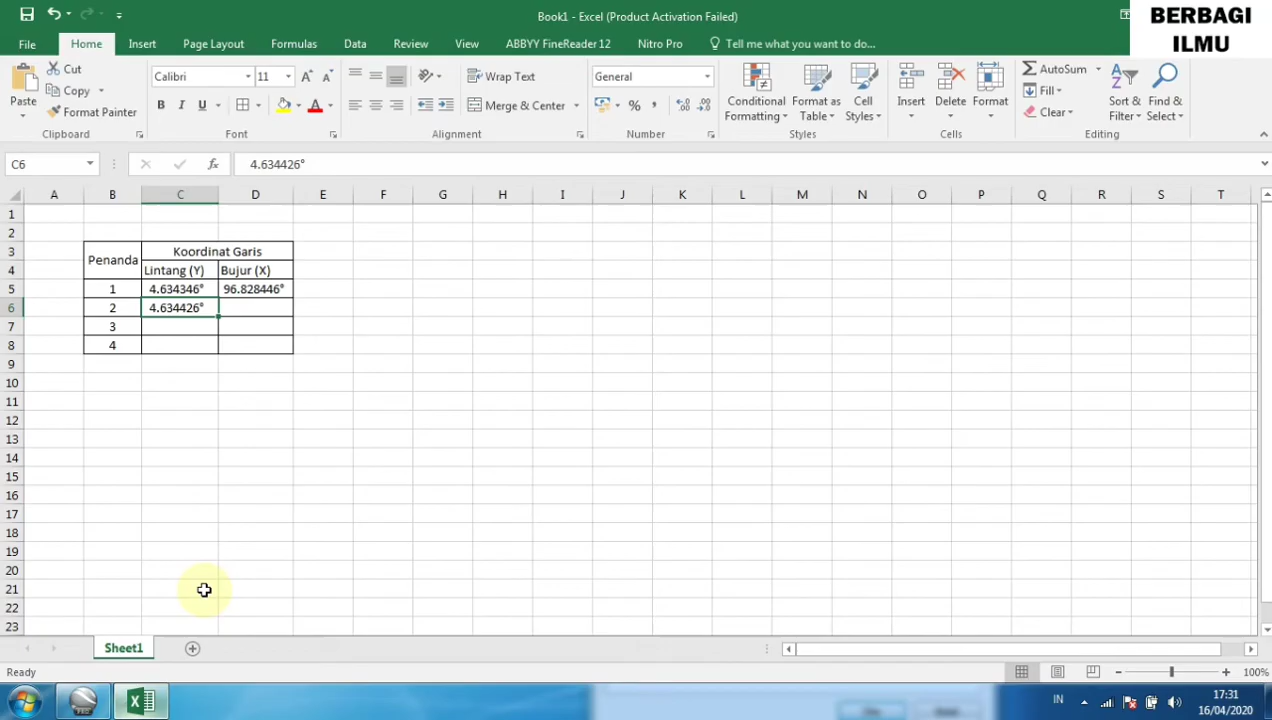 Book1 - Excel (Product Activation Failed)
BERBAGI
ILMU
File Home Insert Page Layout Formulas Data Review View ABBYY FineReader 12 Nitro Pro Tell me what you want to do...
Paste
Cut
Copy
Format Painter
Clipboard
Calibri 11
B I U
Font
Wrap Text
Merge & Center
Alignment
General
%
Number
Conditional Formatting
Format as Table
Cell Styles
Styles
Insert
Delete
Format
Cells
AutoSum
Fill
Clear
Sort & Filter
Find & Select
Editing
C6 fx 4.634426°
A B C D E F G H I J K L M N O P Q R S T
1
2
3 Penanda Koordinat Garis
4 Lintang (Y) Bujur (X)
5 1 4.634346° 96.828446°
6 2 4.634426°
7 3
8 4
9
10
11
12
13
14
15
16
17
18
19
20
21
22
23
Sheet1
Ready 100%
IN 17:31
16/04/2020